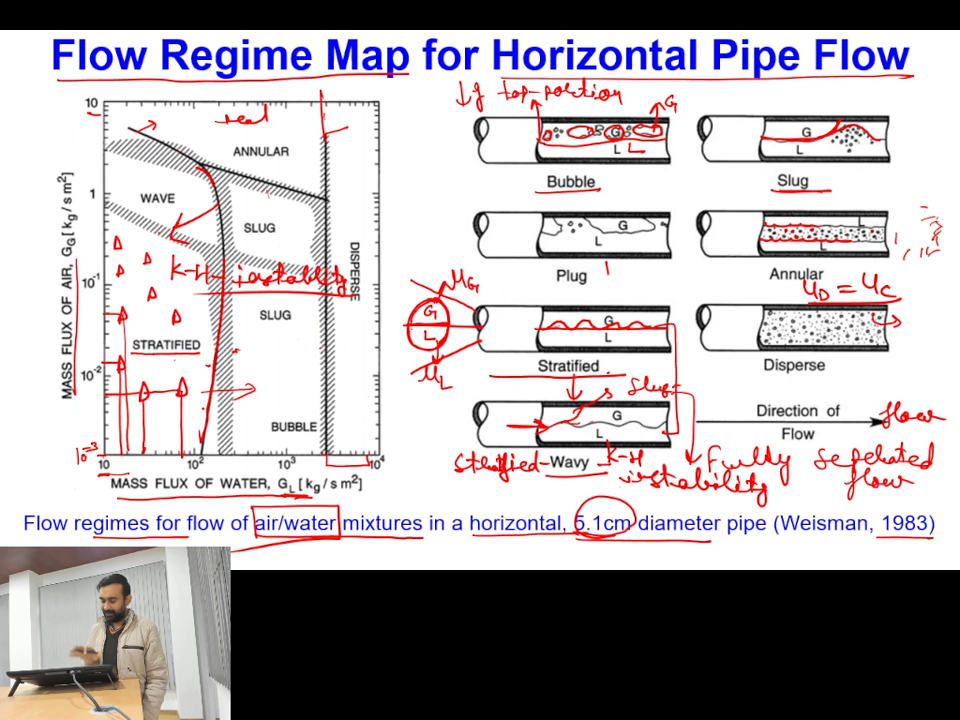 Flow Regime Map for Horizontal Pipe Flow
10
1
10⁻¹
10⁻²
10⁻³
MASS FLUX OF AIR, G_G [kg/s m²]
real
ANNULAR
WAVE
SLUG
K-H-instability
DISPERSE
SLUG
STRATIFIED
BUBBLE
10
10²
10³
10⁴
MASS FLUX OF WATER, G_L [kg/s m²]
top-portion
G
G
L L
Bubble
G
L
Slug
G
L
Plug
L
L
Annular
u_D = u_C
μ_G
G
L
μ_L
G
L
Stratified
Disperse
slug
G
L
stratified-Wavy
K-H
instability
Direction of
Flow
flow
Fully seperated
flow
Flow regimes for flow of air/water mixtures in a horizontal, 5.1cm diameter pipe (Weisman, 1983)